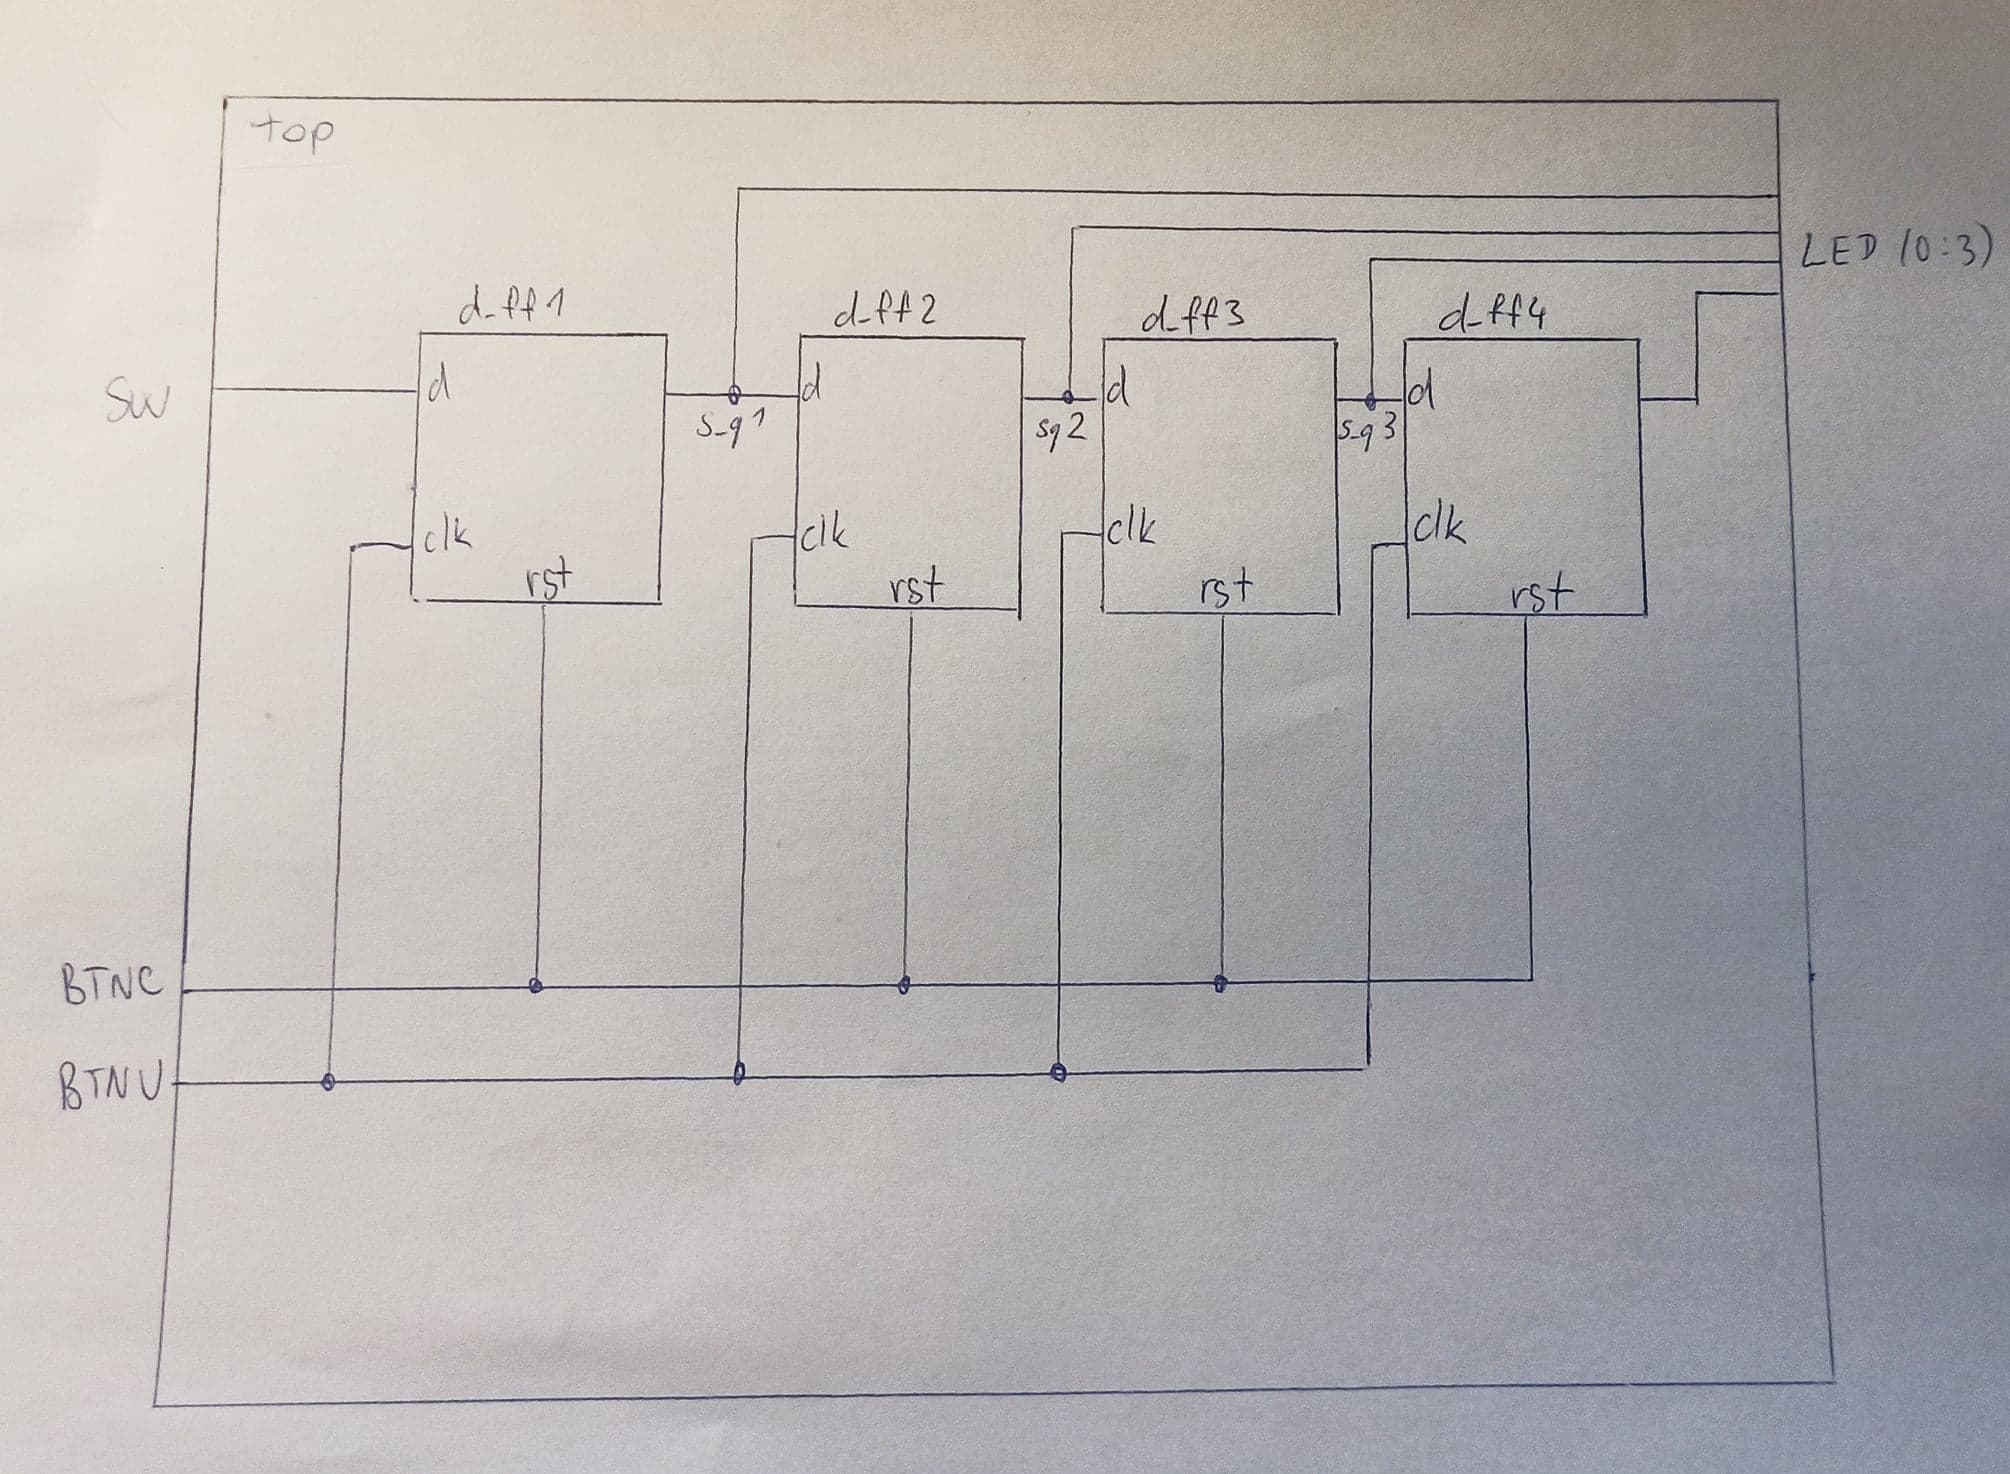 top
LED (0:3)
d_ff1
d_ff2
d_ff3
d_ff4
SW
d
d
d
d
s_q1
sq2
s_q3
clk
clk
clk
clk
rst
rst
rst
rst
BTNC
BTNU